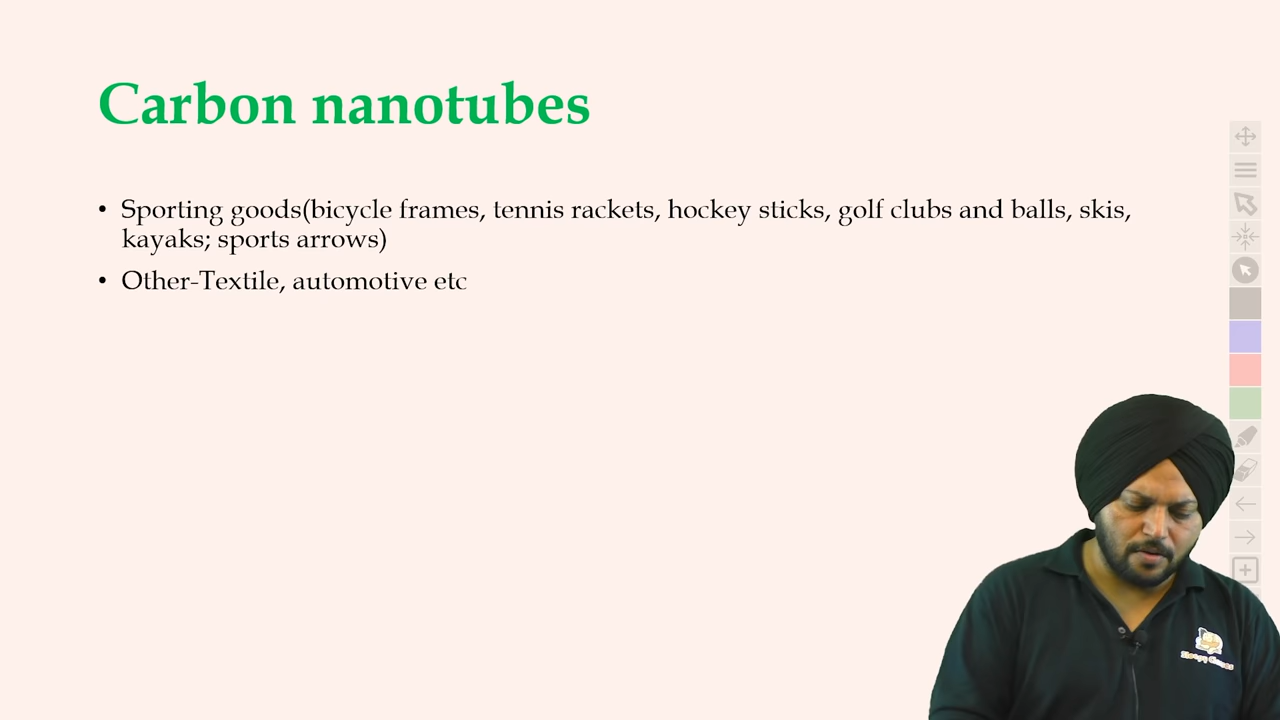 Carbon nanotubes
• Sporting goods(bicycle frames, tennis rackets, hockey sticks, golf clubs and balls, skis,
kayaks; sports arrows)
• Other-Textile, automotive etc